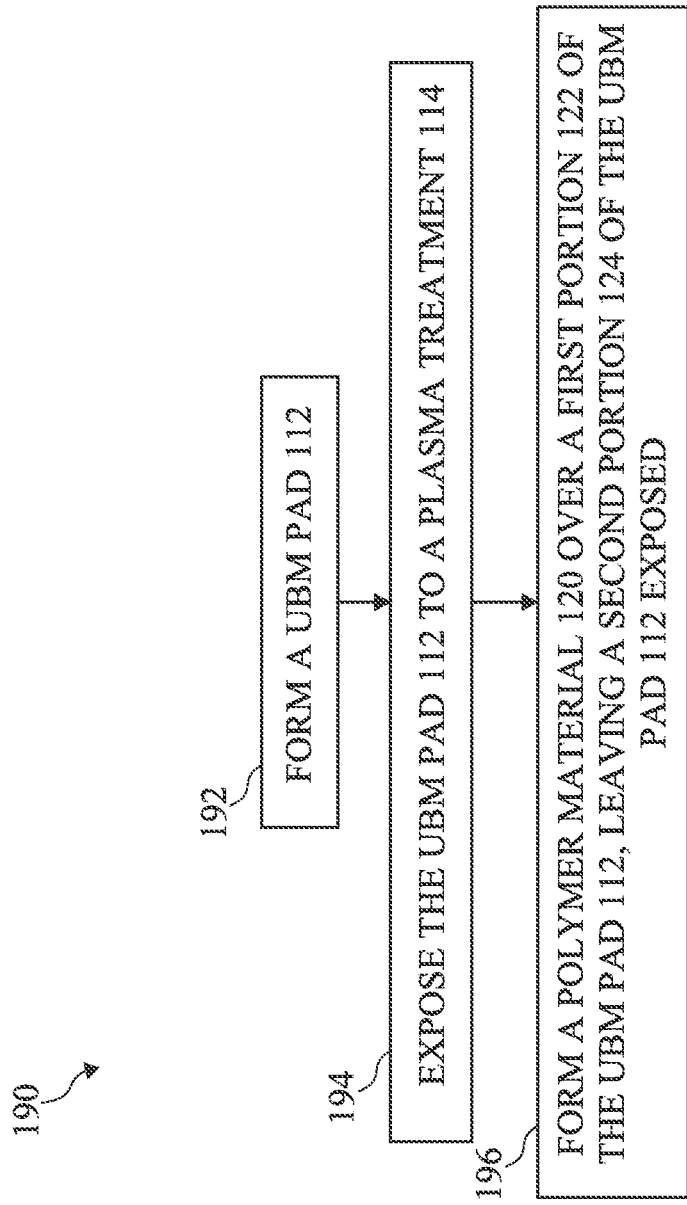 190
192
FORM A UBM PAD 112
194
EXPOSE THE UBM PAD 112 TO A PLASMA TREATMENT 114
196
FORM A POLYMER MATERIAL 120 OVER A FIRST PORTION 122 OF
THE UBM PAD 112, LEAVING A SECOND PORTION 124 OF THE UBM
PAD 112 EXPOSED